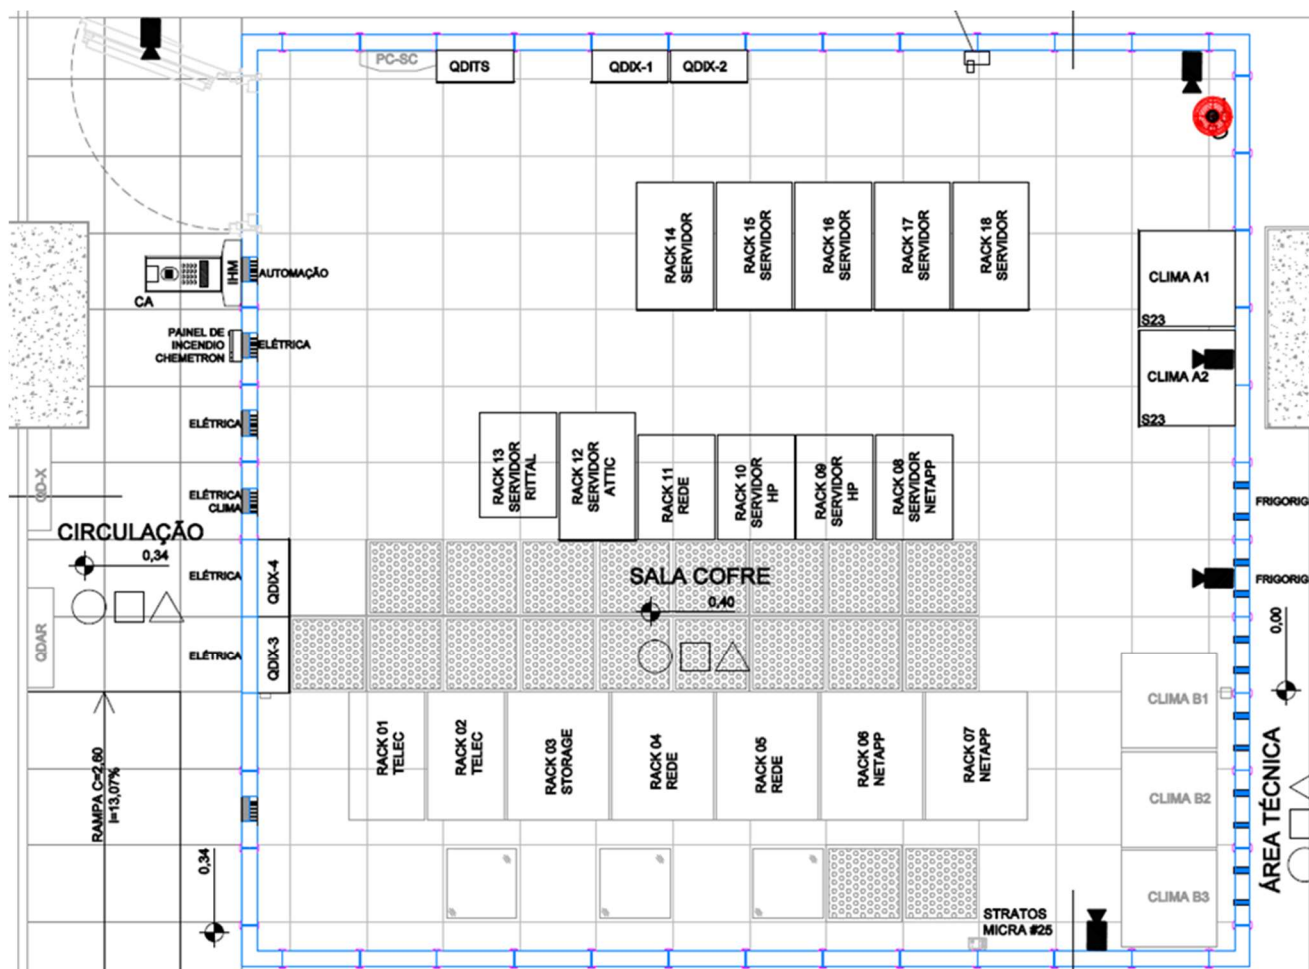 PC-SC
QDITS
QDIX-1
QDIX-2
RACK 14
SERVIDOR
RACK 15
SERVIDOR
RACK 16
SERVIDOR
RACK 17
SERVIDOR
RACK 18
SERVIDOR
IHM
AUTOMAÇÃO
CA
CLIMA A1
S23
PAINEL DE
INCENDIO
CHEMETRON
ELÉTRICA
CLIMA A2
S23
ELÉTRICA
RACK 13
SERVIDOR
RITTAL
RACK 12
SERVIDOR
ATTIC
RACK 11
REDE
RACK 10
SERVIDOR
HP
RACK 09
SERVIDOR
HP
RACK 08
SERVIDOR
NETAPP
QD-X
ELÉTRICA
CLIMA
FRIGORIG
CIRCULAÇÃO
0,34
ELÉTRICA
QDIX-4
SALA COFRE
0,40
FRIGORIG
QDAR
ELÉTRICA
QDIX-3
0,00
RACK 01
TELEC
RACK 02
TELEC
RACK 03
STORAGE
RACK 04
REDE
RACK 05
REDE
RACK 06
NETAPP
RACK 07
NETAPP
CLIMA B1
RAMPA C=2,60
i=13,07%
CLIMA B2
ÁREA TÉCNICA
0,34
CLIMA B3
STRATOS
MICRA #25